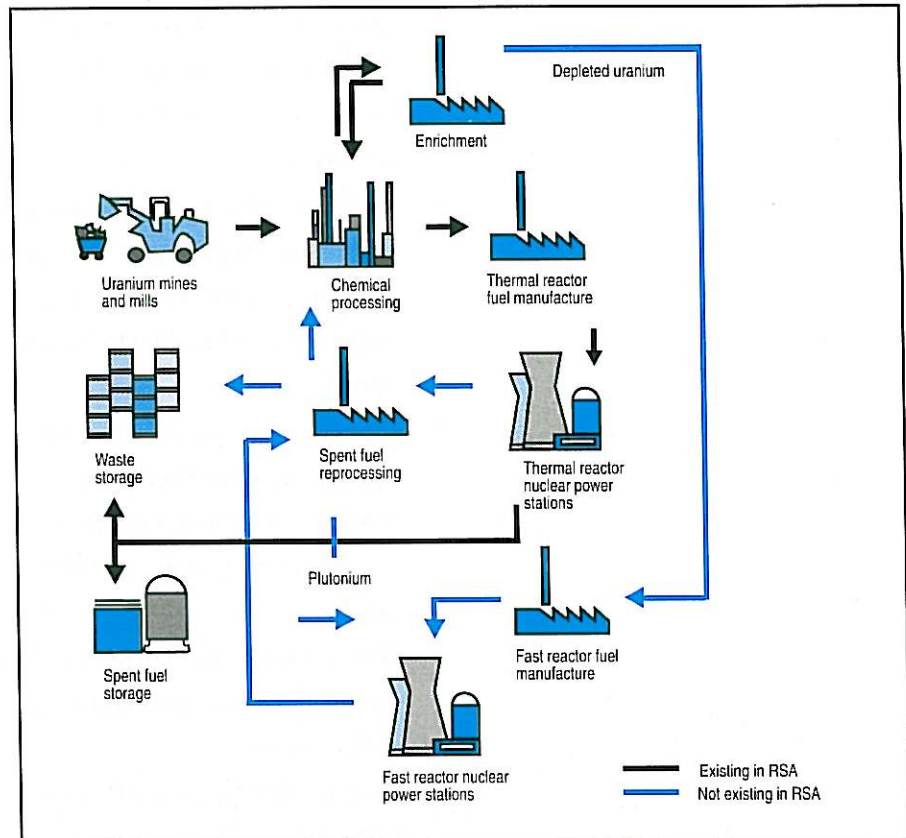 Depleted uranium
Enrichment
Uranium mines
and mills
Chemical
processing
Thermal reactor
fuel manufacture
Waste
storage
Spent fuel
reprocessing
Thermal reactor
nuclear power
stations
Plutonium
Spent fuel
storage
Fast reactor fuel
manufacture
Fast reactor nuclear
power stations
Existing in RSA
Not existing in RSA